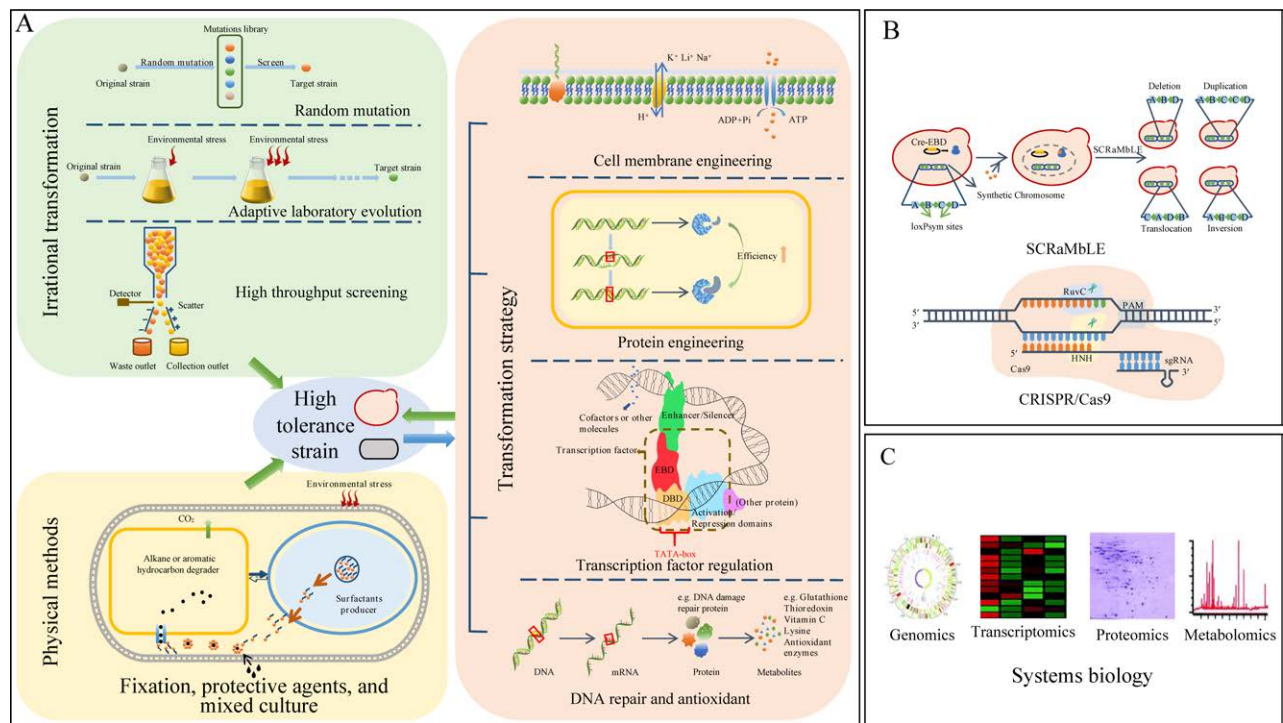 A
Irrational transformation
Mutations library
Random mutation
Screen
Original strain
Target strain
Random mutation
Environmental stress
Environmental stress
Original strain
Target strain
Adaptive laboratory evolution
Detector
Scatter
High throughput screening
Waste outlet
Collection outlet
High
tolerance
strain
Physical methods
Environmental stress
CO₂
Alkane or aromatic
hydrocarbon degrader
Surfactants
producer
Fixation, protective agents, and
mixed culture
Transformation strategy
K⁺ Li⁺ Na⁺
H⁺
ADP+Pi
ATP
Cell membrane engineering
Efficiency
Protein engineering
Cofactors or other
molecules
Enhancer/Silencer
Transcription factor
EBD
DBD
(Other protein)
Activation
Repression domains
TATA-box
Transcription factor regulation
e.g. DNA damage
repair protein
e.g. Glutathione
Thioredoxin
Vitamin C
Lysine
Antioxidant
enzymes
DNA
mRNA
Protein
Metabolites
DNA repair and antioxidant
B
Deletion
Duplication
A B D
A B C C D
Cre-EBD
SCRaMbLE
Synthetic Chromosome
A B C D
loxPsym sites
C A D B
A B C D
Translocation
Inversion
SCRaMbLE
RuvC
PAM
5′
3′
3′
5′
5′
HNH
Cas9
sgRNA
3′
CRISPR/Cas9
C
Genomics
Transcriptomics
Proteomics
Metabolomics
Systems biology